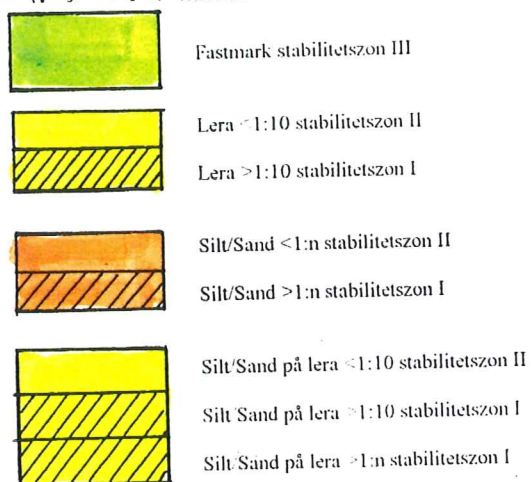 Fastmark stabilitetszon III
Lera <1:10 stabilitetszon II
Lera >1:10 stabilitetszon I
Silt/Sand <1:n stabilitetszon II
Silt/Sand >1:n stabilitetszon I
Silt/Sand på lera <1:10 stabilitetszon II
Silt/Sand på lera >1:10 stabilitetszon I
Silt/Sand på lera >1:n stabilitetszon I